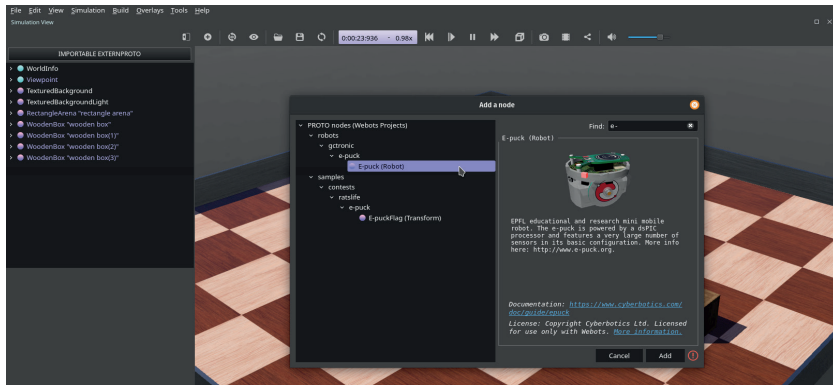 File Edit View Simulation Build Overlays Tools Help
Simulation View
0:00:23:936 - 0.98x
IMPORTABLE EXTERNPROTO
WorldInfo
Viewpoint
TexturedBackground
TexturedBackgroundLight
RectangleArena "rectangle arena"
WoodenBox "wooden box"
WoodenBox "wooden box(1)"
WoodenBox "wooden box(2)"
WoodenBox "wooden box(3)"
Add a node
PROTO nodes (Webots Projects)
robots
gctronic
e-puck
E-puck (Robot)
samples
contests
ratslife
e-puck
E-puckFlag (Transform)
Find: e-
E-puck (Robot)
EPFL educational and research mini mobile
robot. The e-puck is powered by a dsPIC
processor and features a very large number of
sensors in its basic configuration. More info
here: http://www.e-puck.org.
Documentation: https://www.cyberbotics.com/
doc/guide/epuck
License: Copyright Cyberbotics Ltd. Licensed
for use only with Webots. More information.
Cancel Add